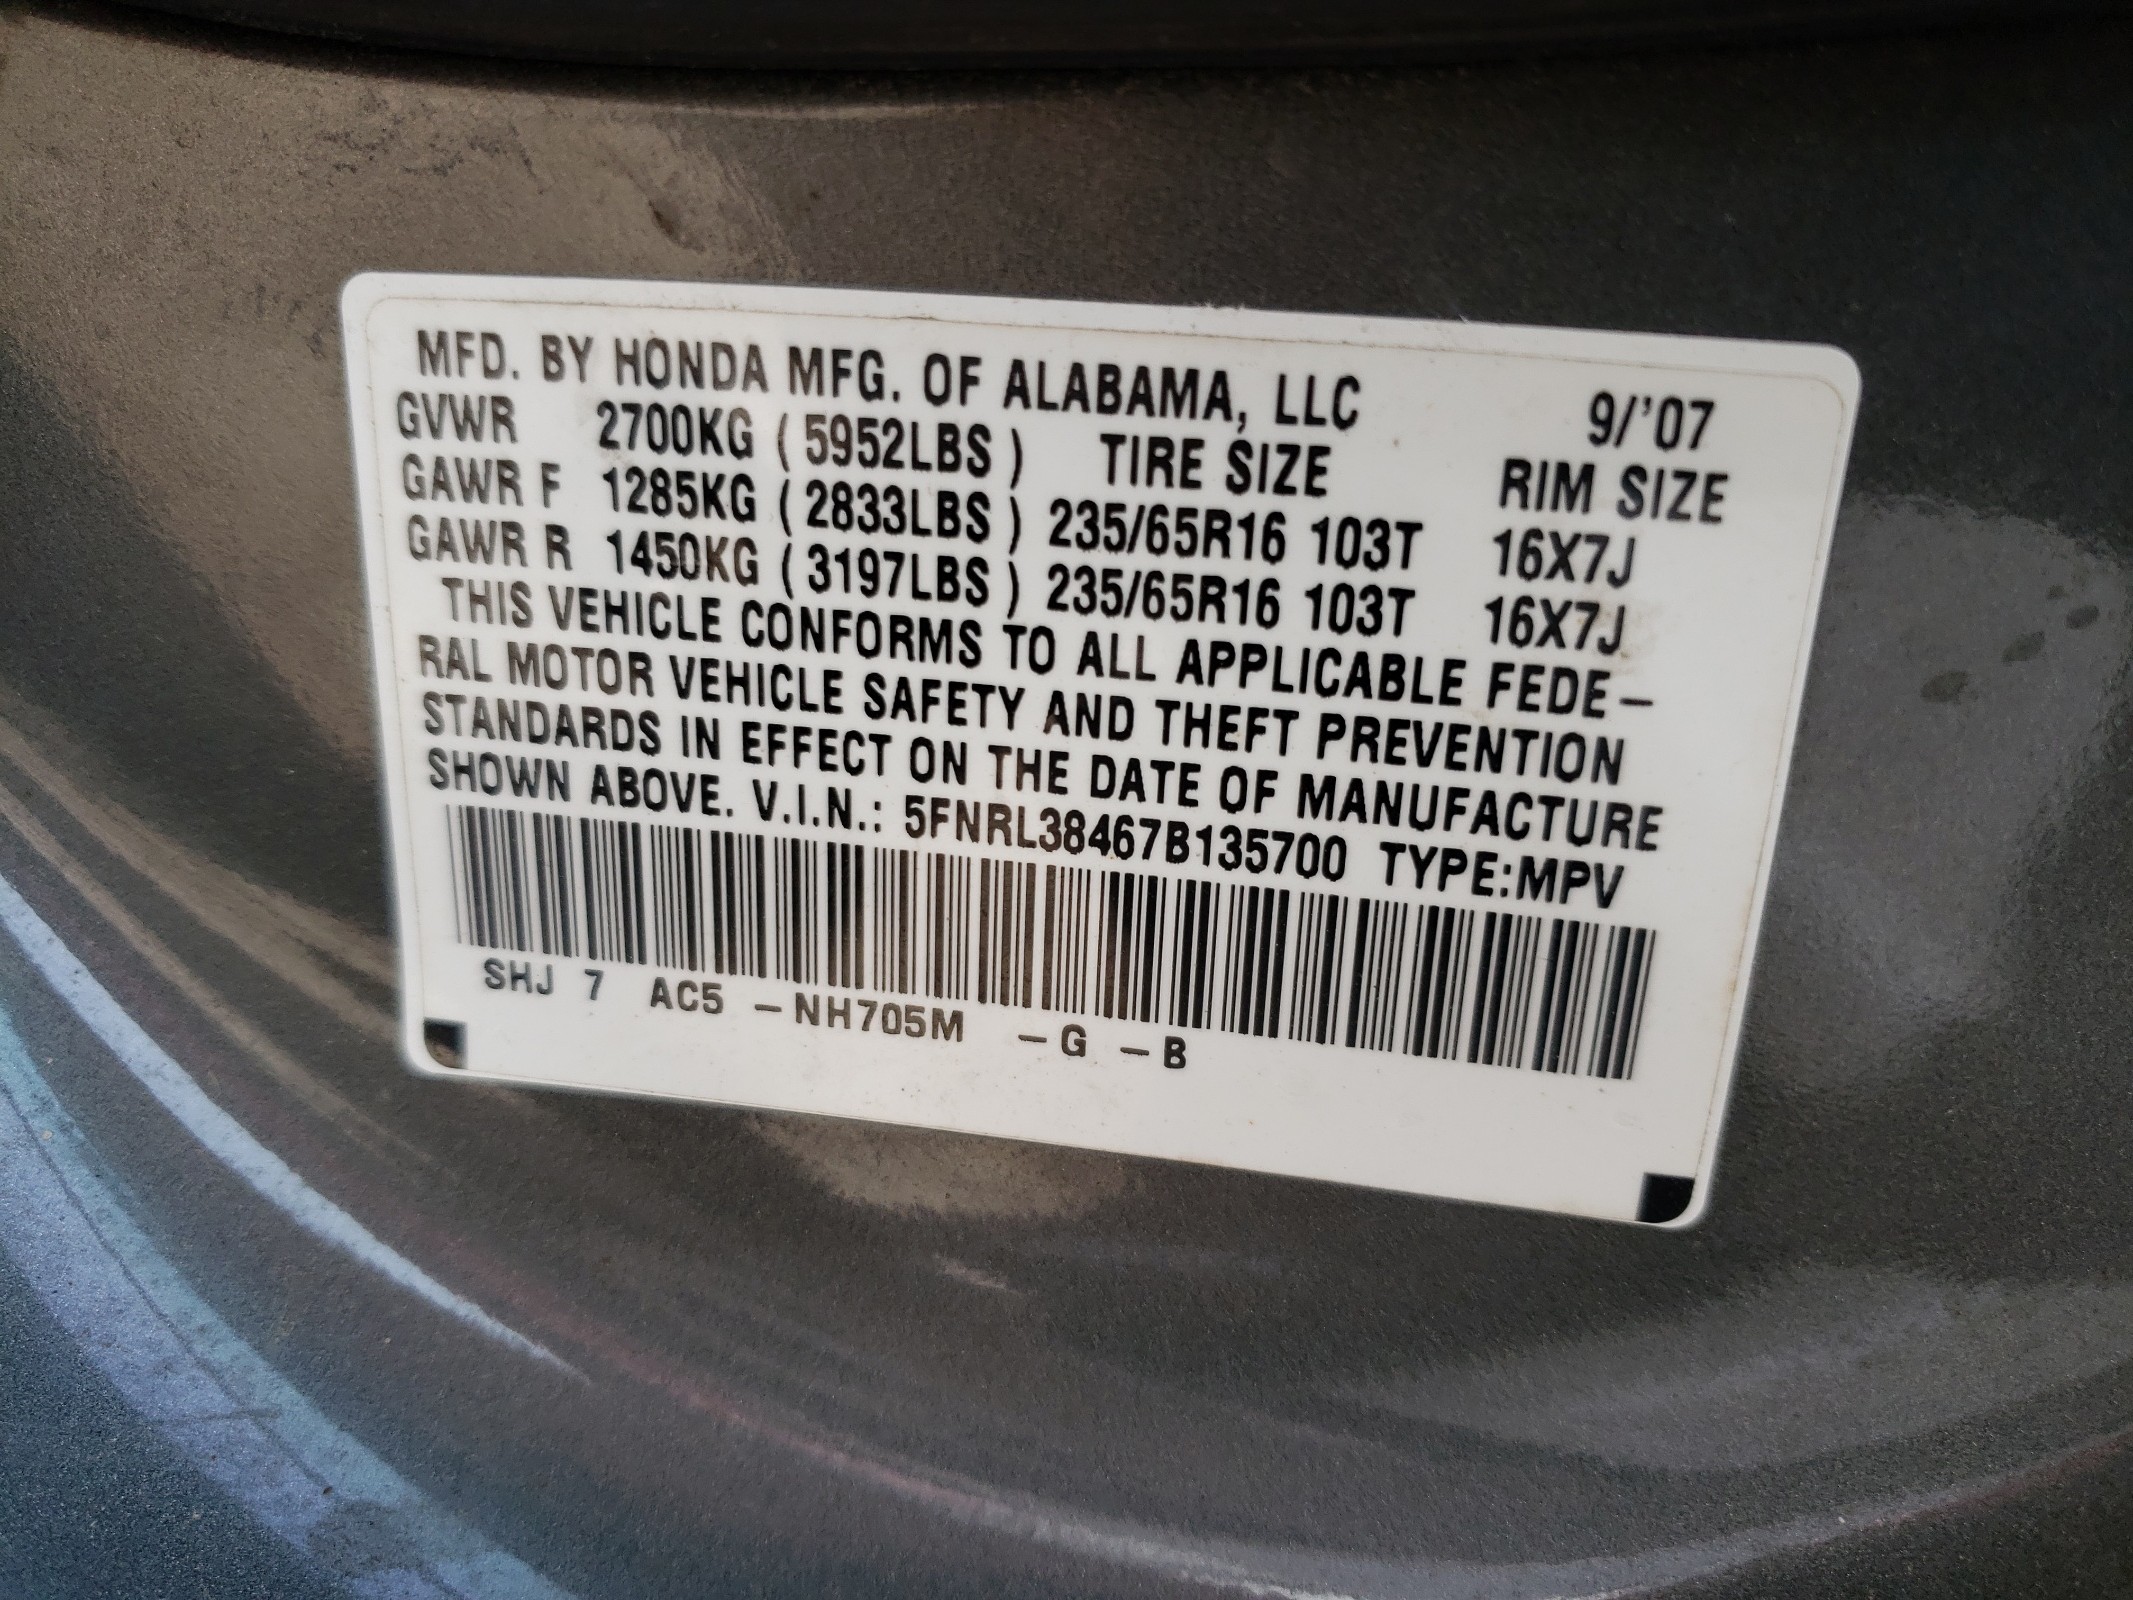 MFD. BY HONDA MFG. OF ALABAMA, LLC 9/'07
GVWR 2700KG ( 5952LBS ) TIRE SIZE RIM SIZE
GAWR F 1285KG ( 2833LBS ) 235/65R16 103T 16X7J
GAWR R 1450KG ( 3197LBS ) 235/65R16 103T 16X7J
THIS VEHICLE CONFORMS TO ALL APPLICABLE FEDE-
RAL MOTOR VEHICLE SAFETY AND THEFT PREVENTION
STANDARDS IN EFFECT ON THE DATE OF MANUFACTURE
SHOWN ABOVE. V.I.N.: 5FNRL38467B135700 TYPE:MPV
SHJ 7 AC5 -NH705M -G -B